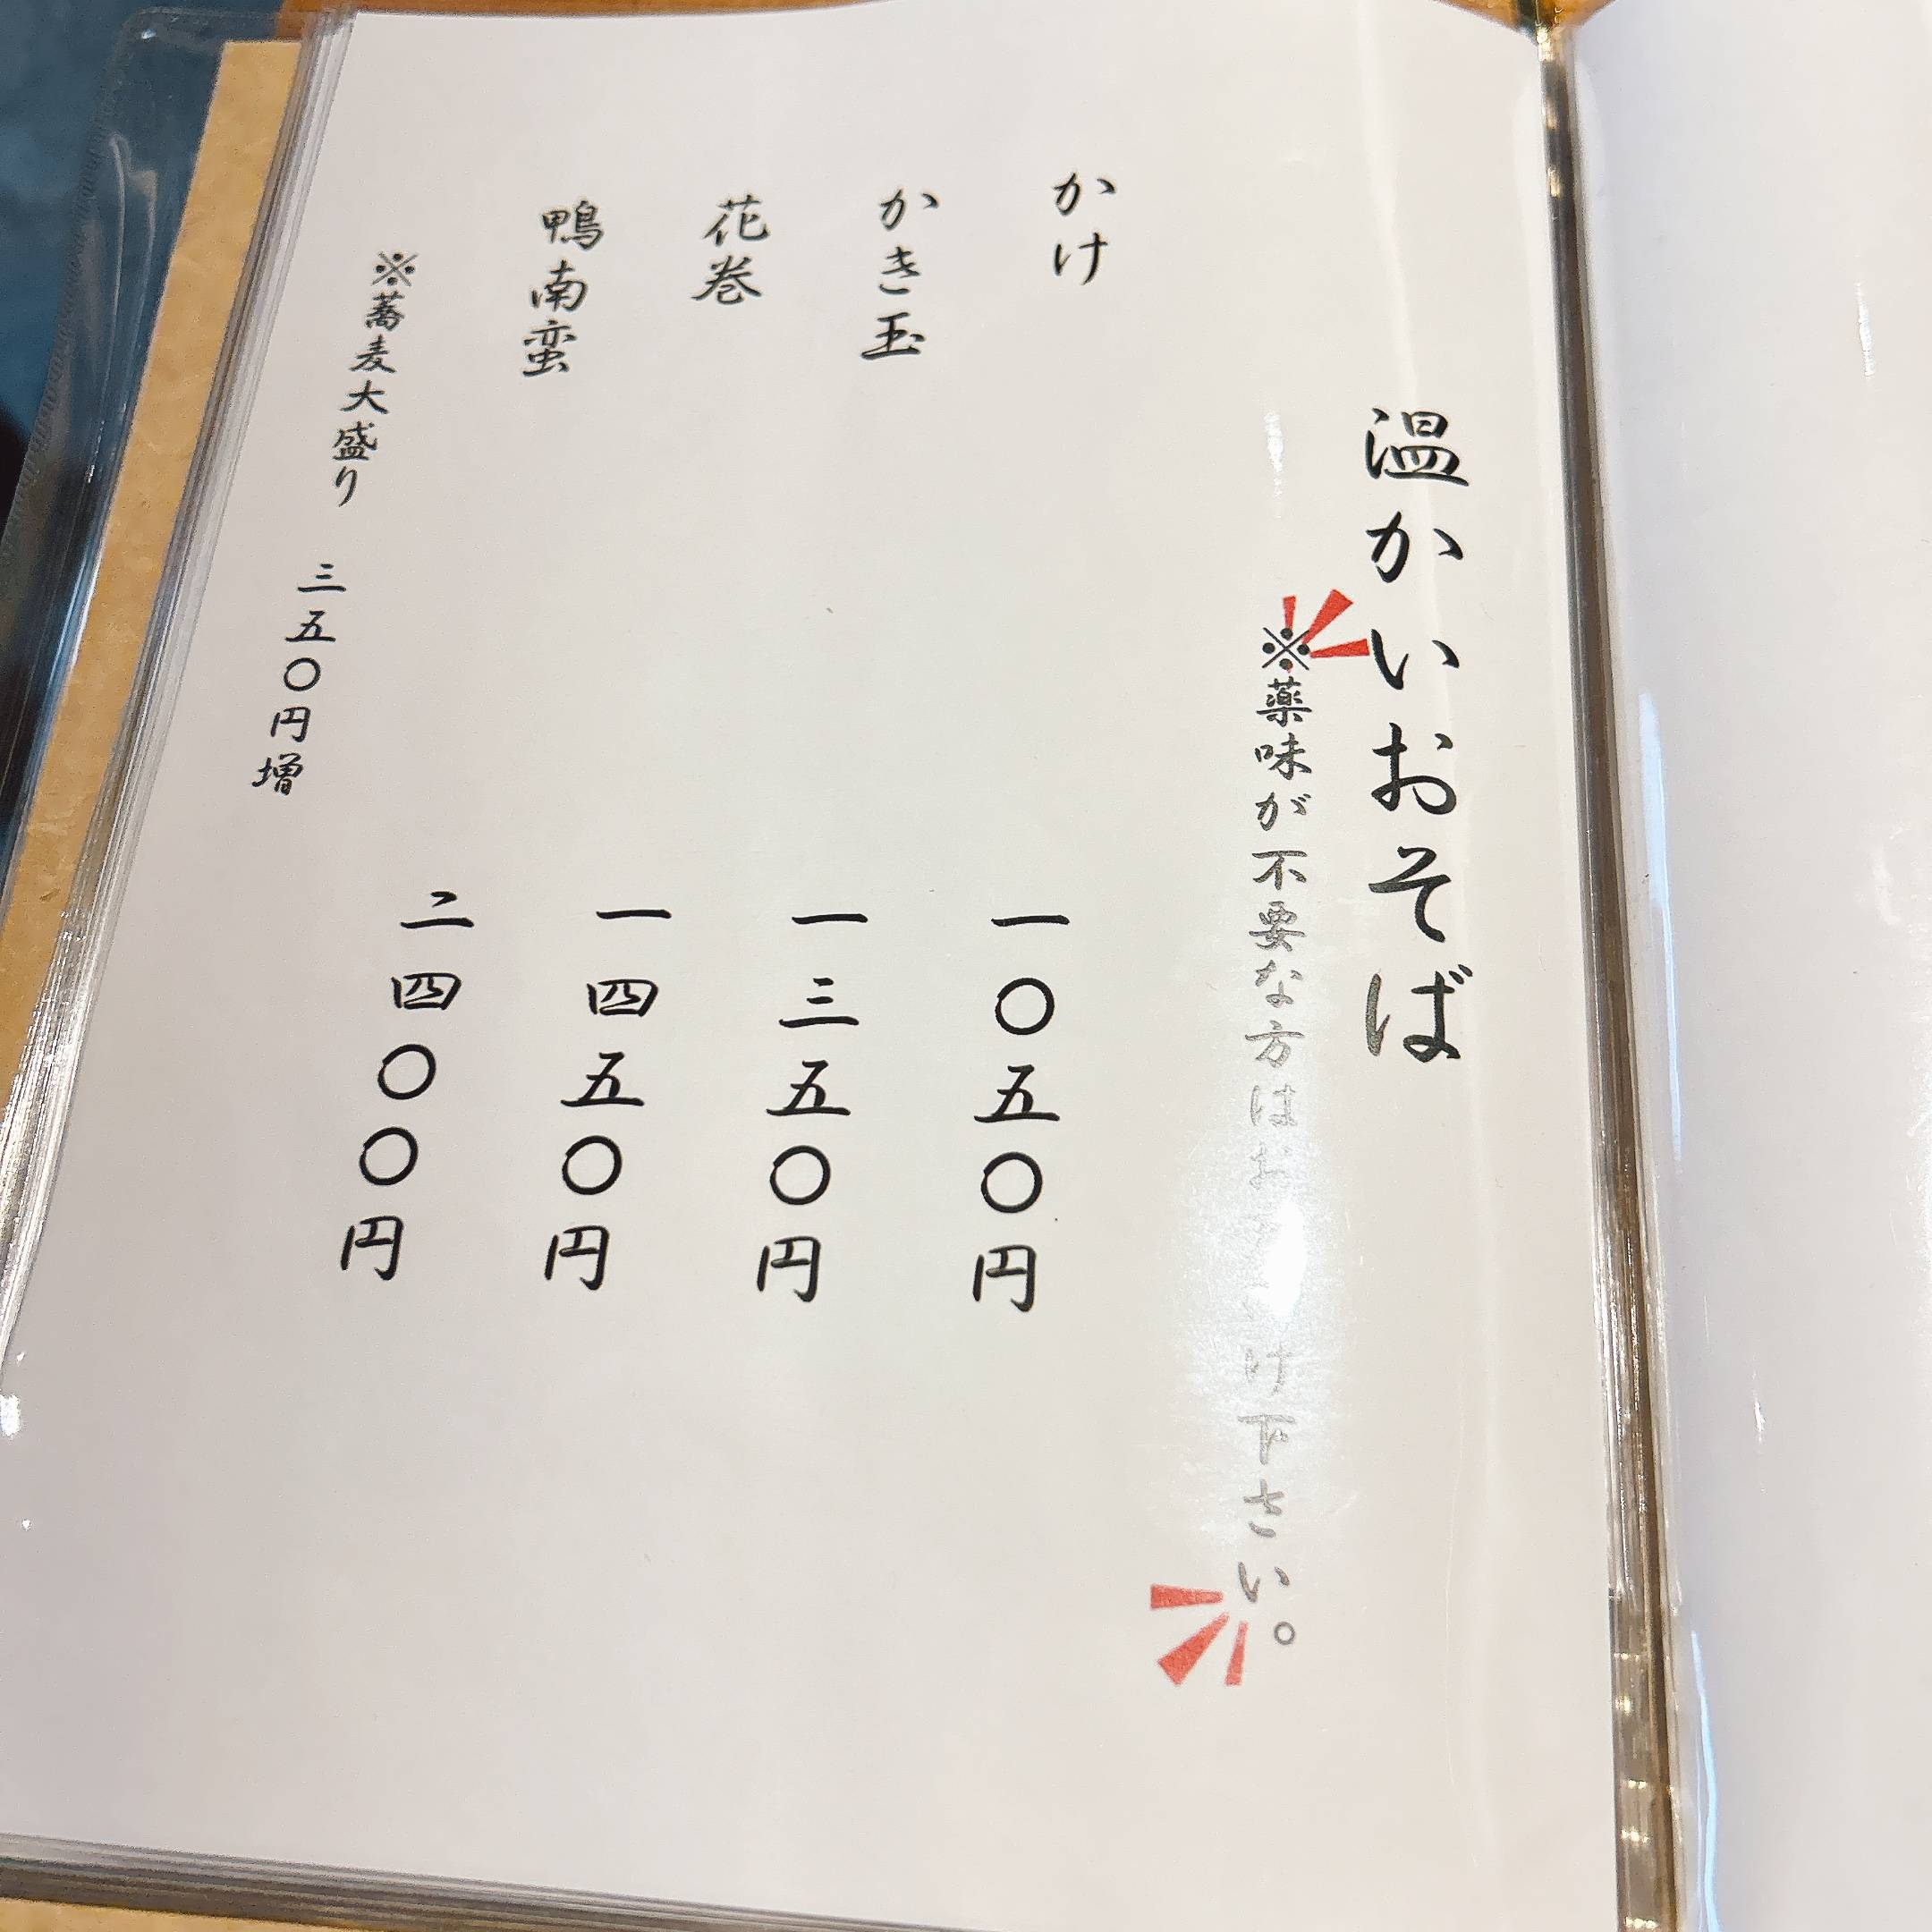 温かいおそば
※薬味が不要な方はお け下さい。
かけ 一〇五〇円
かき玉 一三五〇円
花巻 一四五〇円
鴨南蛮 二四〇〇円
※蕎麦大盛り 三五〇円増